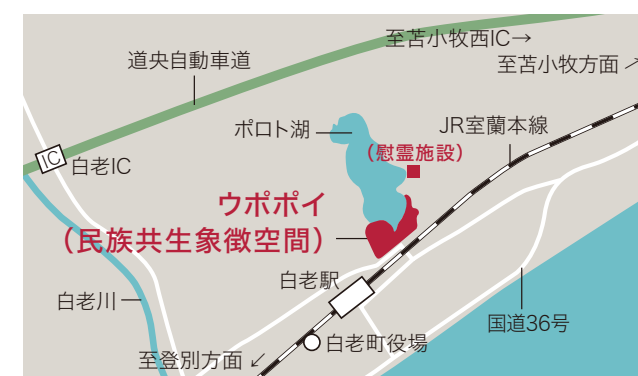 至苫小牧西IC→
道央自動車道
至苫小牧方面↗
ポロト湖
JR室蘭本線
（慰霊施設）
IC
白老IC
ウポポイ
（民族共生象徴空間）
白老駅
白老川
国道36号
白老町役場
至登別方面↙